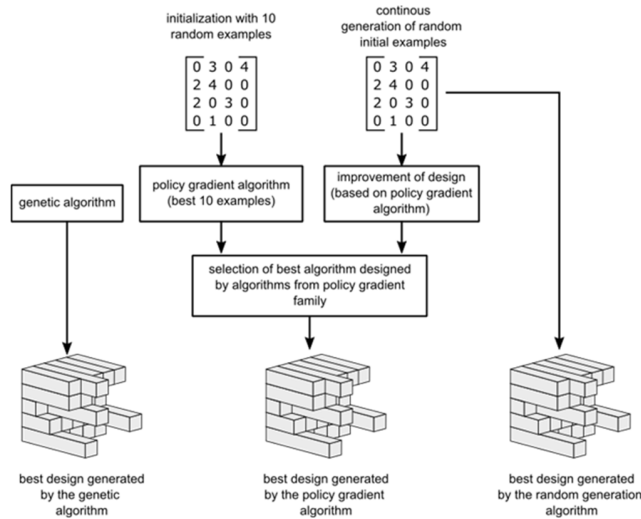 initialization with 10
random examples
continous
generation of random
initial examples
0 3 0 4
2 4 0 0
2 0 3 0
0 1 0 0
0 3 0 4
2 4 0 0
2 0 3 0
0 1 0 0
genetic algorithm
policy gradient algorithm
(best 10 examples)
improvement of design
(based on policy gradient
algorithm)
selection of best algorithm designed
by algorithms from policy gradient
family
best design generated
by the genetic
algorithm
best design generated
by the policy gradient
algorithm
best design generated
by the random generation
algorithm